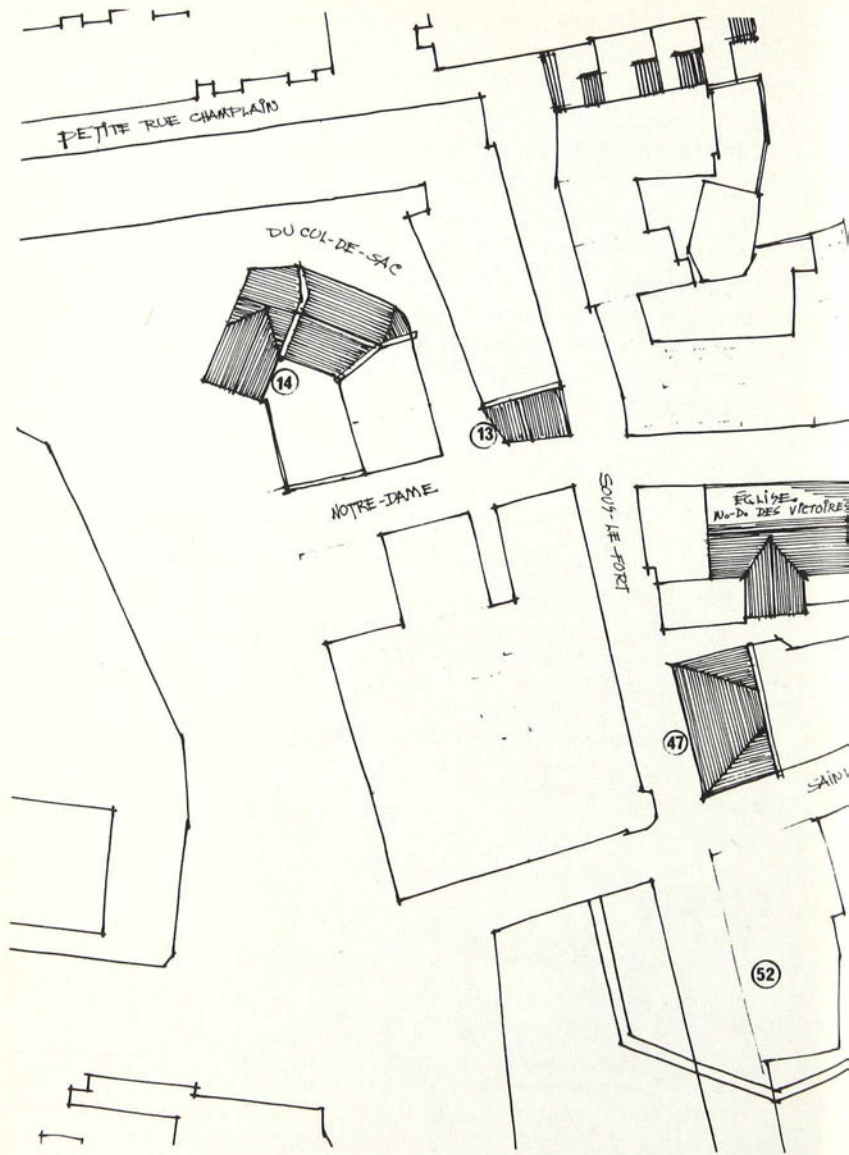 PETITE RUE CHAMPLAIN
DU CUL-DE-SAC
14
13
NOTRE-DAME
SOUS-LE-FORT
ÉGLISE
N.-D. DES VICTOIRES
47
52